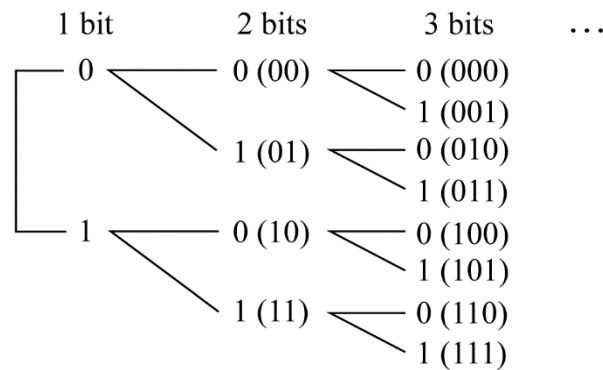 1 bit 2 bits 3 bits ...
0 0 (00) 0 (000)
1 (001)
1 (01) 0 (010)
1 (011)
1 0 (10) 0 (100)
1 (101)
1 (11) 0 (110)
1 (111)